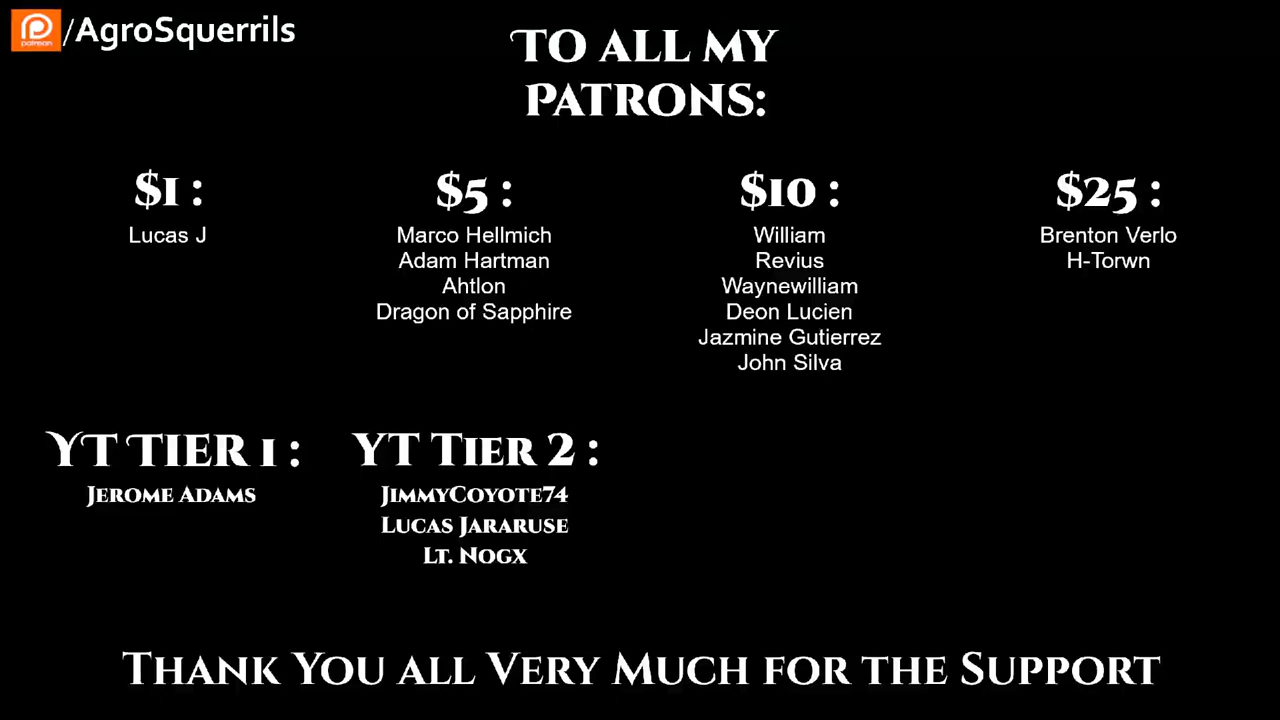 patreon
/AgroSquerrils
To all my
Patrons:
$1 :
Lucas J
$5 :
Marco Hellmich
Adam Hartman
Ahtlon
Dragon of Sapphire
$10 :
William
Revius
Waynewilliam
Deon Lucien
Jazmine Gutierrez
John Silva
$25 :
Brenton Verlo
H-Torwn
YT Tier 1 :
Jerome Adams
YT Tier 2 :
JimmyCoyote74
Lucas Jararuse
Lt. Nogx
Thank You all Very Much for the Support